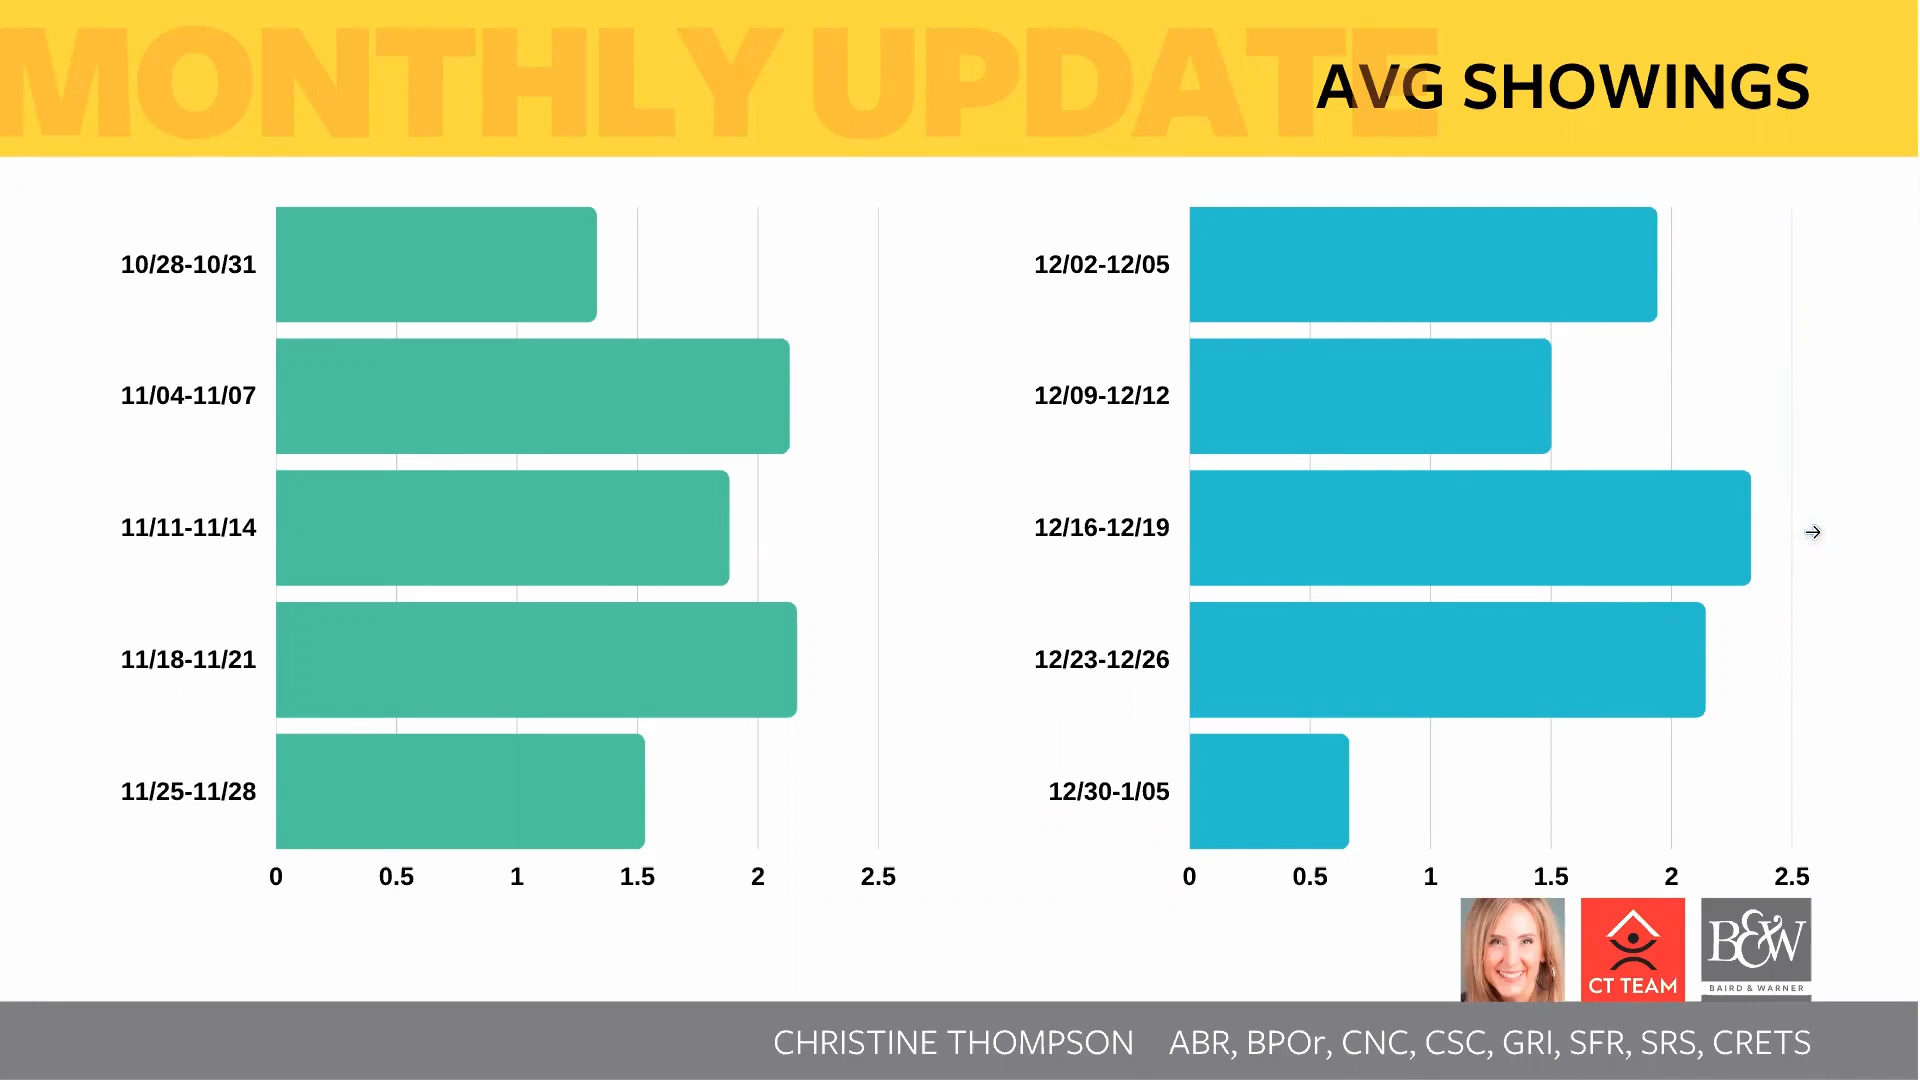 MONTHLY UPDATE
AVG SHOWINGS
10/28-10/31
11/04-11/07
11/11-11/14
11/18-11/21
11/25-11/28
0 0.5 1 1.5 2 2.5
12/02-12/05
12/09-12/12
12/16-12/19
12/23-12/26
12/30-1/05
0 0.5 1 1.5 2 2.5
CT TEAM
B&W
BAIRD & WARNER
CHRISTINE THOMPSON ABR, BPOr, CNC, CSC, GRI, SFR, SRS, CRETS